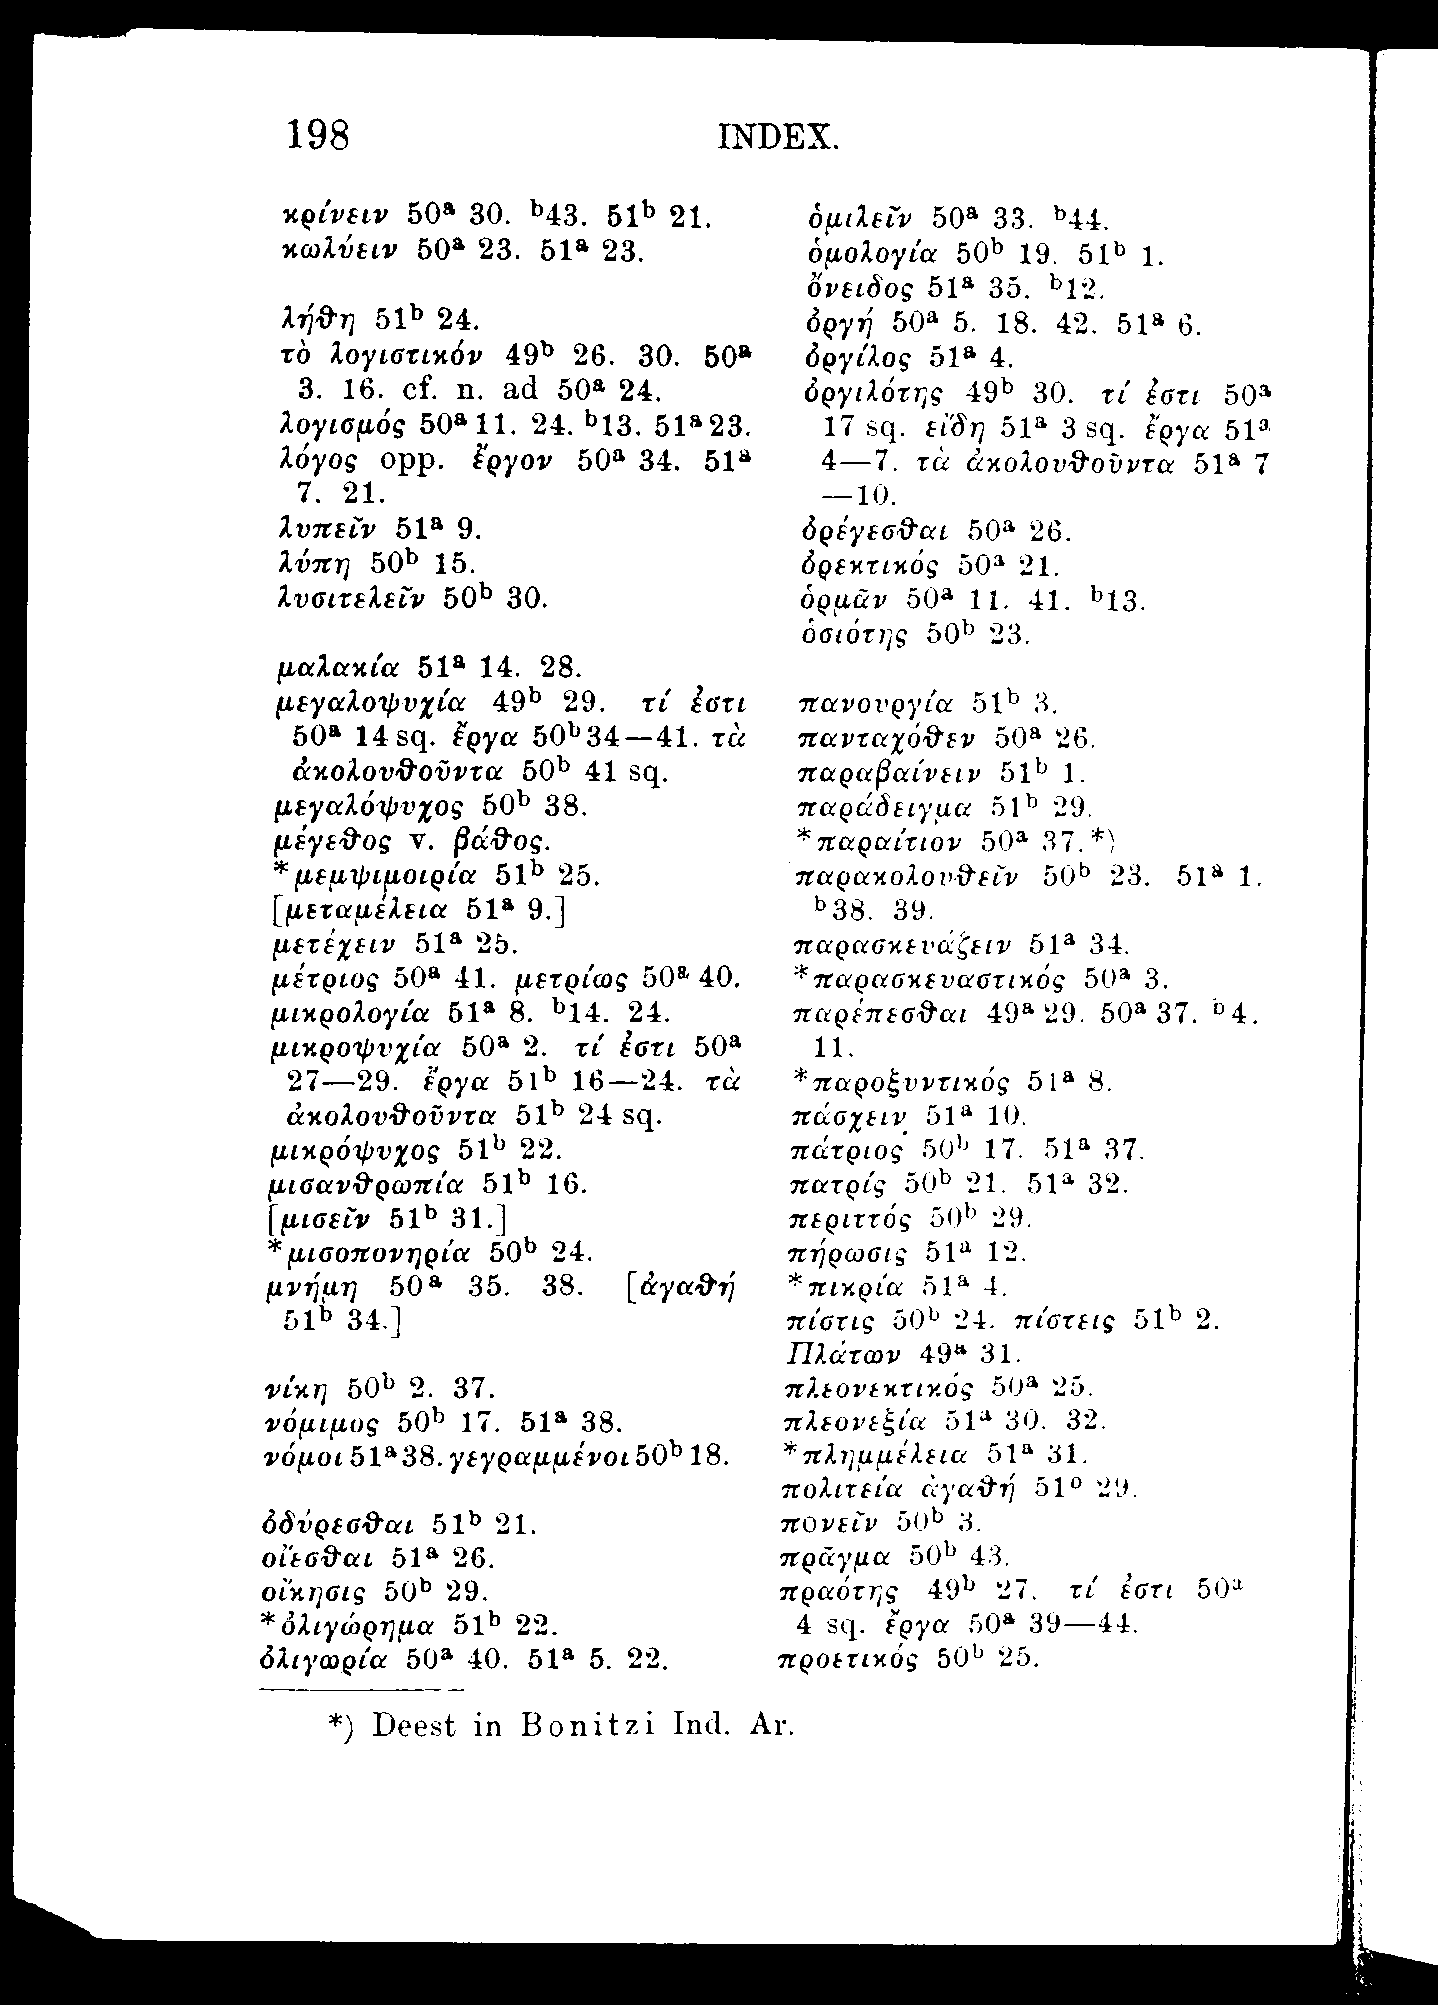 198 INDEX.
κρίνειν 50ᵃ 30. ᵇ43. 51ᵇ 21.
κωλύειν 50ᵃ 23. 51ᵃ 23.
λήθη 51ᵇ 24.
τὸ λογιστικόν 49ᵇ 26. 30. 50ᵃ
3. 16. cf. n. ad 50ᵃ 24.
λογισμός 50ᵃ 11. 24. ᵇ13. 51ᵃ 23.
λόγος opp. ἔργον 50ᵃ 34. 51ᵃ
7. 21.
λυπεῖν 51ᵃ 9.
λύπη 50ᵇ 15.
λυσιτελεῖν 50ᵇ 30.
μαλακία 51ᵃ 14. 28.
μεγαλοψυχία 49ᵇ 29. τί ἐστι
50ᵃ 14 sq. ἔργα 50ᵇ 34—41. τὰ
ἀκολουθοῦντα 50ᵇ 41 sq.
μεγαλόψυχος 50ᵇ 38.
μέγεθος v. βάθος.
*μεμψιμοιρία 51ᵇ 25.
[μεταμέλεια 51ᵃ 9.]
μετέχειν 51ᵃ 25.
μέτριος 50ᵃ 41. μετρίως 50ᵃ 40.
μικρολογία 51ᵃ 8. ᵇ14. 24.
μικροψυχία 50ᵃ 2. τί ἐστι 50ᵃ
27—29. ἔργα 51ᵇ 16—24. τὰ
ἀκολουθοῦντα 51ᵇ 24 sq.
μικρόψυχος 51ᵇ 22.
μισανθρωπία 51ᵇ 16.
[μισεῖν 51ᵇ 31.]
*μισοπονηρία 50ᵇ 24.
μνήμη 50ᵃ 35. 38. [ἀγαθή
51ᵇ 34.]
νίκη 50ᵇ 2. 37.
νόμιμος 50ᵇ 17. 51ᵃ 38.
νόμοι 51ᵃ 38. γεγραμμένοι 50ᵇ 18.
ὀδύρεσθαι 51ᵇ 21.
οἴεσθαι 51ᵃ 26.
οἴκησις 50ᵇ 29.
*ὀλιγώρημα 51ᵇ 22.
ὀλιγωρία 50ᵃ 40. 51ᵃ 5. 22.
ὁμιλεῖν 50ᵃ 33. ᵇ44.
ὁμολογία 50ᵇ 19. 51ᵇ 1.
ὄνειδος 51ᵃ 35. ᵇ12.
ὀργή 50ᵃ 5. 18. 42. 51ᵃ 6.
ὀργίλος 51ᵃ 4.
ὀργιλότης 49ᵇ 30. τί ἐστι 50ᵃ
17 sq. εἴδη 51ᵃ 3 sq. ἔργα 51ᵃ
4—7. τὰ ἀκολουθοῦντα 51ᵃ 7
—10.
ὀρέγεσθαι 50ᵃ 26.
ὀρεκτικός 50ᵃ 21.
ὁρμᾶν 50ᵃ 11. 41. ᵇ13.
ὁσιότης 50ᵇ 23.
πανουργία 51ᵇ 3.
πανταχόθεν 50ᵃ 26.
παραβαίνειν 51ᵇ 1.
παράδειγμα 51ᵇ 29.
*παραίτιον 50ᵃ 37.*)
παρακολουθεῖν 50ᵇ 23. 51ᵃ 1.
ᵇ38. 39.
παρασκευάζειν 51ᵃ 34.
*παρασκευαστικός 50ᵃ 3.
παρέπεσθαι 49ᵃ 29. 50ᵃ 37. ᵇ4.
11.
*παροξυντικός 51ᵃ 8.
πάσχειν 51ᵃ 10.
πάτριος 50ᵇ 17. 51ᵃ 37.
πατρίς 50ᵇ 21. 51ᵃ 32.
περιττός 50ᵇ 29.
πήρωσις 51ᵃ 12.
*πικρία 51ᵃ 4.
πίστις 50ᵇ 24. πίστεις 51ᵇ 2.
Πλάτων 49ᵃ 31.
πλεονεκτικός 50ᵃ 25.
πλεονεξία 51ᵃ 30. 32.
*πλημμέλεια 51ᵃ 31.
πολιτεία ἀγαθή 51ᵒ 29.
πονεῖν 50ᵇ 3.
πρᾶγμα 50ᵇ 43.
πραότης 49ᵇ 27. τί ἐστι 50ᵃ
4 sq. ἔργα 50ᵃ 39—44.
προετικός 50ᵇ 25.
*) Deest in Bonitzi Ind. Ar.